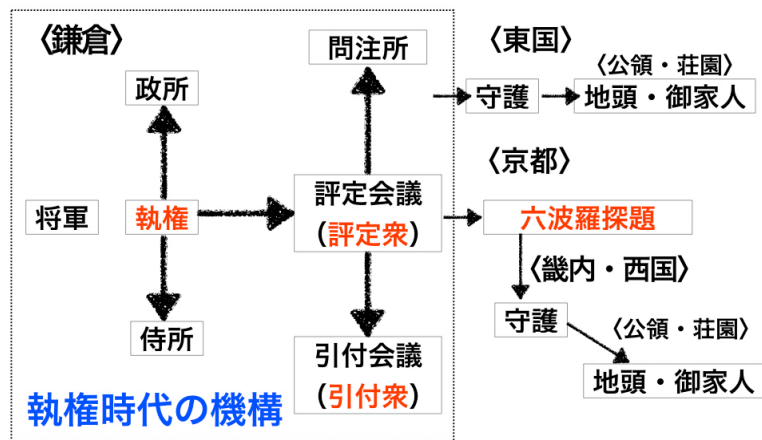 〈鎌倉〉
問注所
政所
将軍
執権
評定会議
（評定衆）
侍所
引付会議
（引付衆）
執権時代の機構
〈東国〉
〈公領・荘園〉
守護
地頭・御家人
〈京都〉
六波羅探題
〈畿内・西国〉
守護
〈公領・荘園〉
地頭・御家人